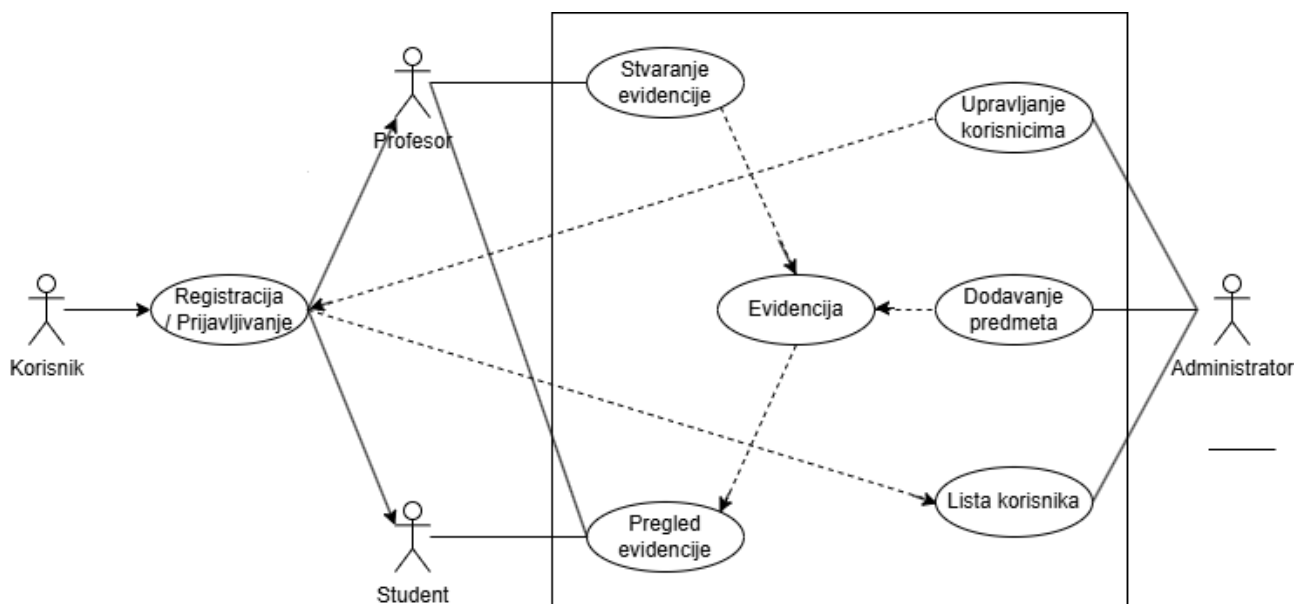 Stvaranje
evidencije
Upravljanje
korisnicima
Profesor
Registracija
/ Prijavljivanje
Evidencija
Dodavanje
predmeta
Korisnik
Administrator
Lista korisnika
Pregled
evidencije
Student